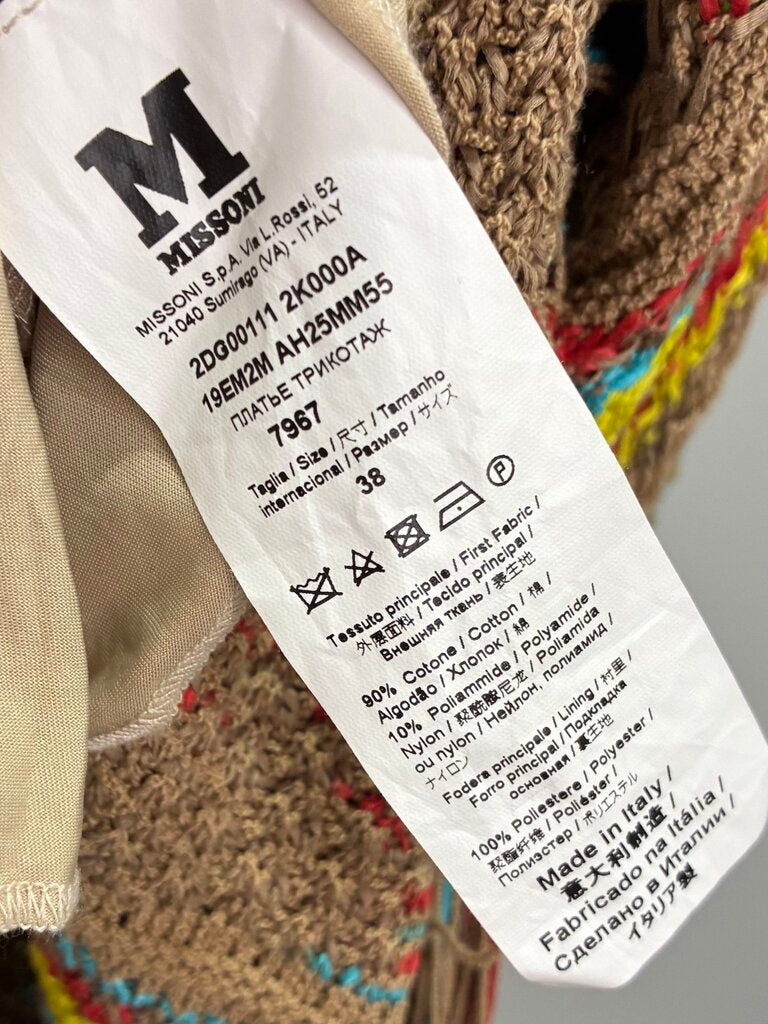 M
MISSONI
MISSONI S.p.A. Via L.Rossi, 52
21040 Sumirago (VA) - ITALY
2DG00111 2K000A
19EM2M AH25MM55
ПЛАТЬЕ ТРИКОТАЖ
7967
Taglia / Size / 尺寸 / Tamanho
internacional / Размер / サイズ
38
P
Tessuto principale / First Fabric /
外层面料 / Tecido principal /
Внешняя ткань / 表生地
90% Cotone / Cotton / 棉 /
Algodão / Хлопок / 綿
10% Poliammide / Polyamide /
Nylon / 聚酰胺尼龙 / Poliamida
ou nylon / Нейлон, полиамид /
ナイロン
Fodera principale / Lining / 衬里 /
Forro principal / Подкладка
основная / 裏生地
100% Poliestere / Polyester /
聚酯纤维 / Poliéster /
Полиэстер / ポリエステル
Made in Italy /
意大利制造 /
Fabricado na Itália /
Сделано в Италии /
イタリア製